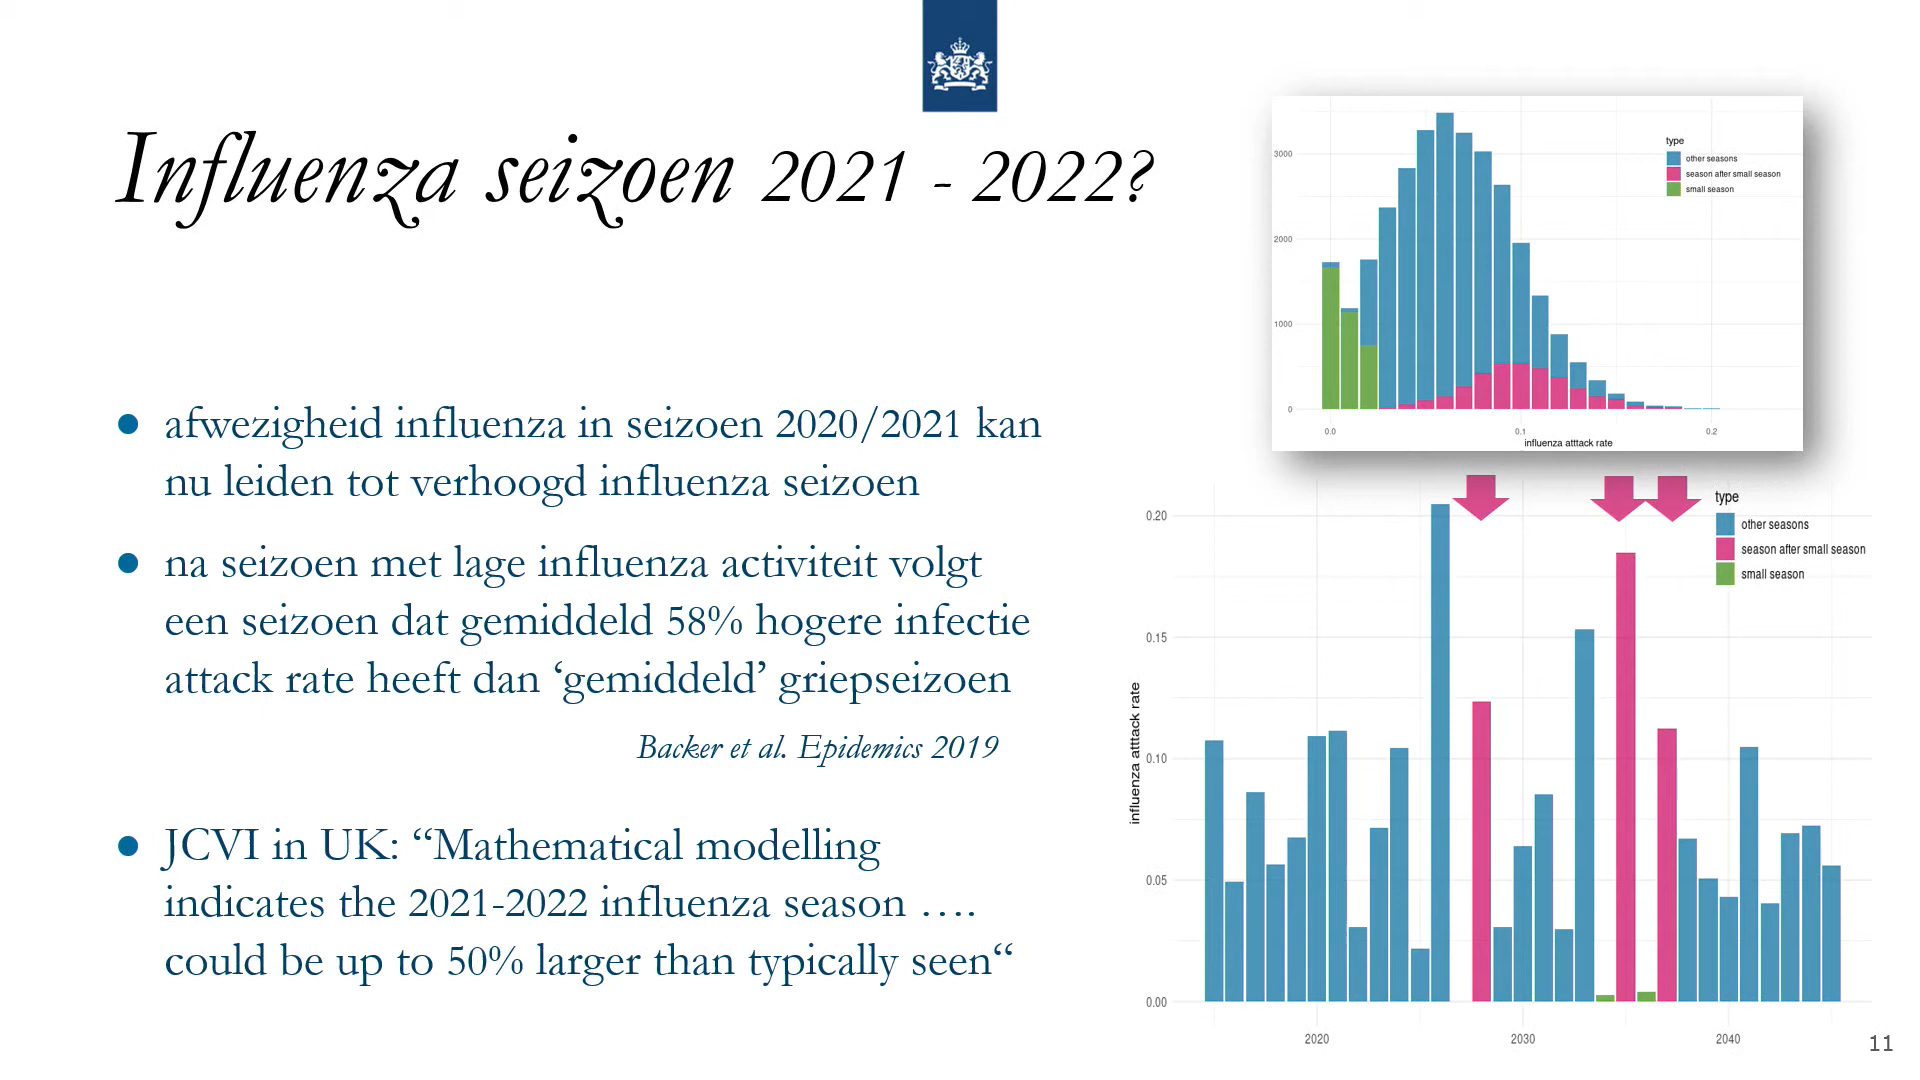 Influenza seizoen 2021 - 2022?
afwezigheid influenza in seizoen 2020/2021 kan
nu leiden tot verhoogd influenza seizoen
na seizoen met lage influenza activiteit volgt
een seizoen dat gemiddeld 58% hogere infectie
attack rate heeft dan ‘gemiddeld’ griepseizoen
Backer et al. Epidemics 2019
JCVI in UK: “Mathematical modelling
indicates the 2021-2022 influenza season ….
could be up to 50% larger than typically seen“
type
other seasons
season after small season
small season
3000
2000
1000
0
0.0
0.1
0.2
influenza atttack rate
type
other seasons
season after small season
small season
influenza atttack rate
0.20
0.15
0.10
0.05
0.00
2020
2030
2040
11